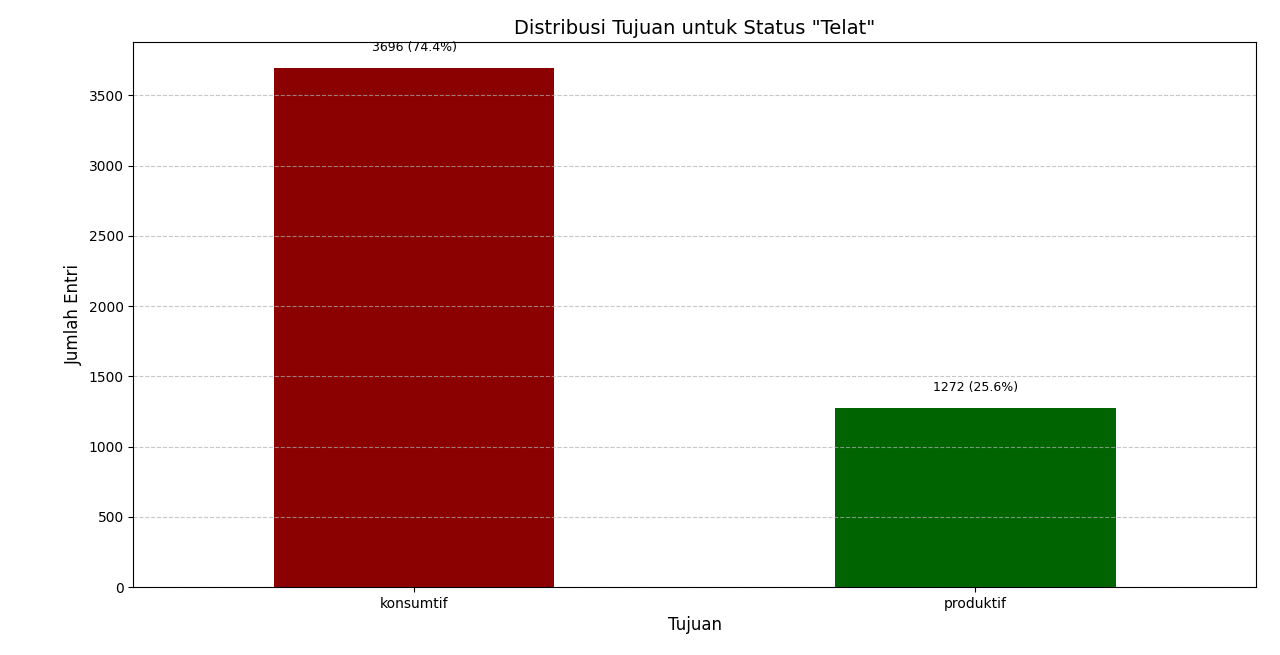 Distribusi Tujuan untuk Status "Telat"
3696 (74.4%)
3500
3000
2500
2000
1500
1000
500
0
Jumlah Entri
1272 (25.6%)
konsumtif
produktif
Tujuan